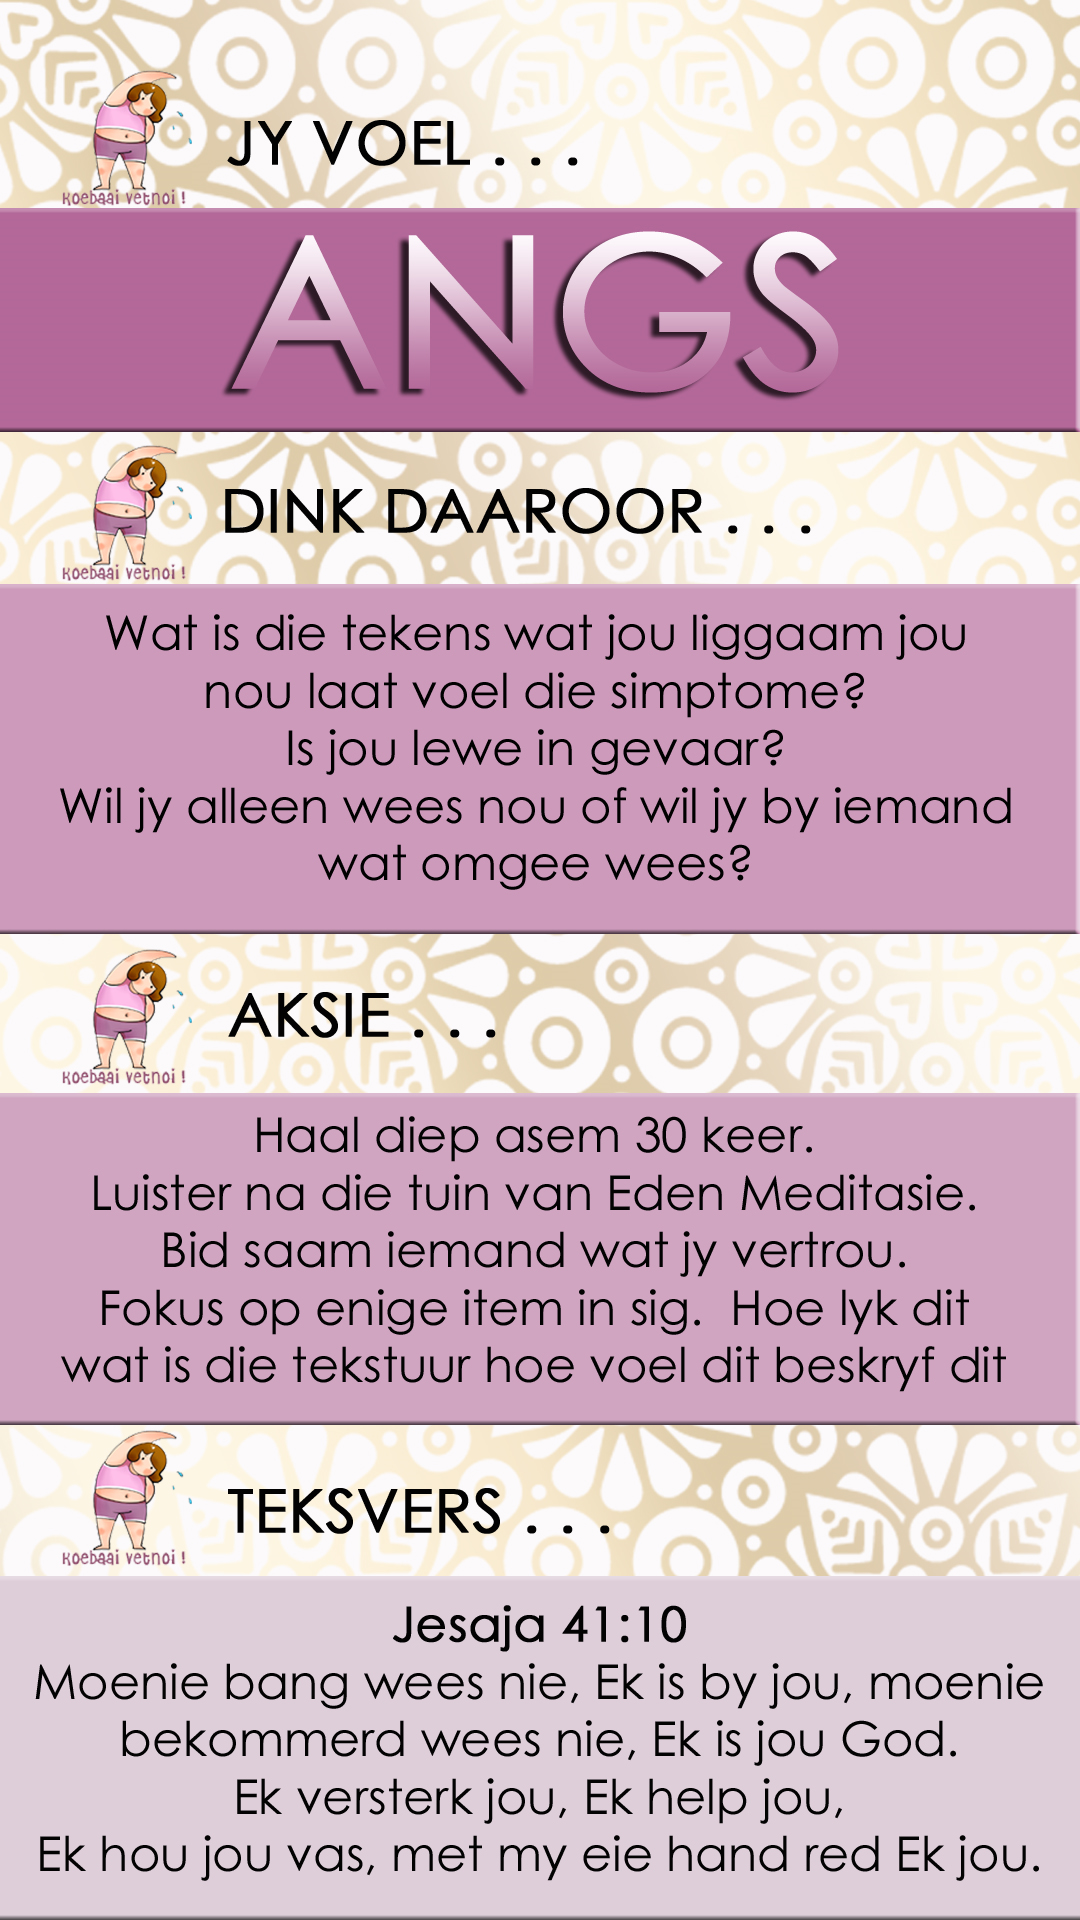 JY VOEL . . .
Koebaai vetnoi !
ANGS
DINK DAAROOR . . .
Koebaai vetnoi !
Wat is die tekens wat jou liggaam jou
nou laat voel die simptome?
Is jou lewe in gevaar?
Wil jy alleen wees nou of wil jy by iemand
wat omgee wees?
AKSIE . . .
Koebaai vetnoi !
Haal diep asem 30 keer.
Luister na die tuin van Eden Meditasie.
Bid saam iemand wat jy vertrou.
Fokus op enige item in sig.  Hoe lyk dit
wat is die tekstuur hoe voel dit beskryf dit
TEKSVERS . . .
Koebaai vetnoi !
Jesaja 41:10
Moenie bang wees nie, Ek is by jou, moenie
bekommerd wees nie, Ek is jou God.
Ek versterk jou, Ek help jou,
Ek hou jou vas, met my eie hand red Ek jou.